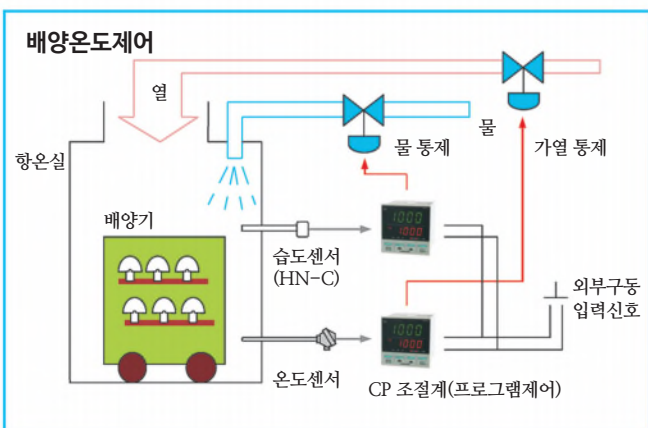 배양온도제어
열
물
물 통제
가열 통제
항온실
배양기
습도센서
(HN-C)
1000
1000
외부구동
입력신호
1000
1000
온도센서
CP 조절계(프로그램제어)